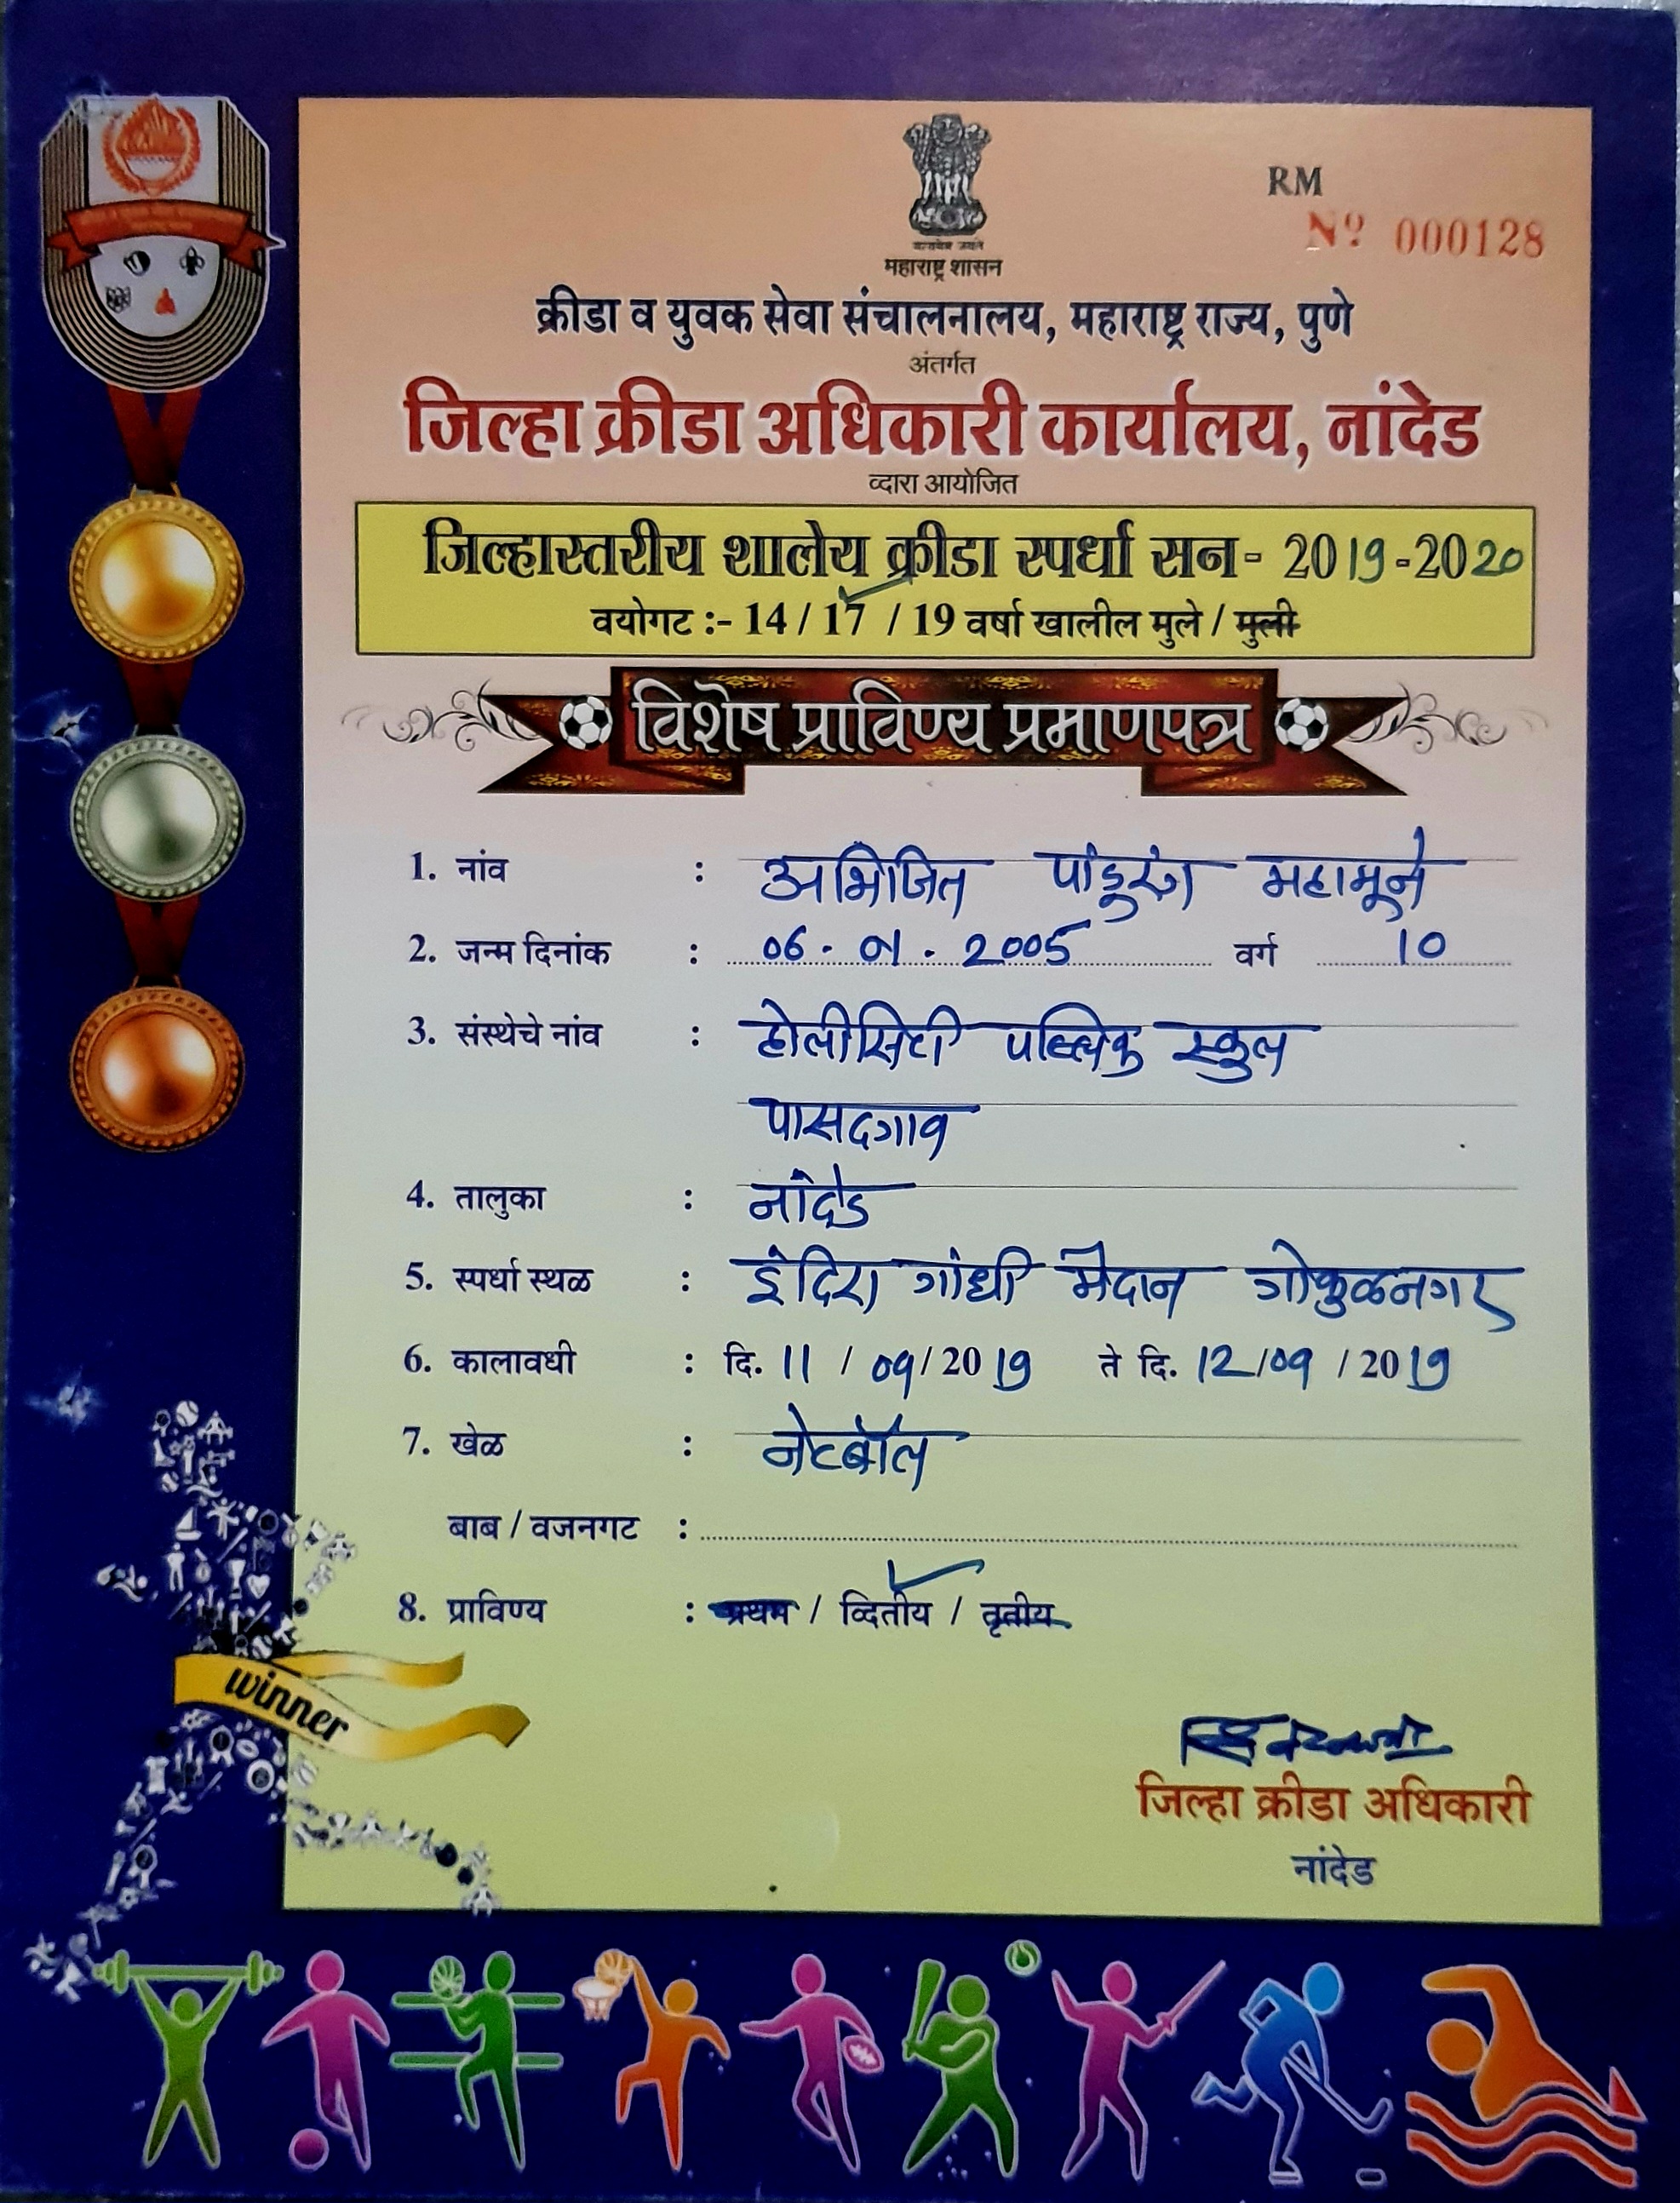 RM
Nº 000128
सत्यमेव जयते
महाराष्ट्र शासन
क्रीडा व युवक सेवा संचालनालय, महाराष्ट्र राज्य, पुणे
अंतर्गत
जिल्हा क्रीडा अधिकारी कार्यालय, नांदेड
व्दारा आयोजित
जिल्हास्तरीय शालेय क्रीडा स्पर्धा सन- 2019-2020
वयोगट :- 14 / 17 / 19 वर्षा खालील मुले / मुली
विशेष प्राविण्य प्रमाणपत्र
1. नांव : अभिजित पांडुरंग महामूने
2. जन्म दिनांक : 06. 01. 2005 वर्ग 10
3. संस्थेचे नांव : होलीसिटी पब्लिक स्कुल
पासदगाव
4. तालुका : नांदेड
5. स्पर्धा स्थळ : इंदिरा गांधी मैदान गोकुळनगर
6. कालावधी : दि. 11 / 09/ 2019 ते दि. 12/09 / 2019
7. खेळ : नेटबॉल
बाब / वजनगट :
8. प्राविण्य : प्रथम / व्दितीय / तृतीय
winner
जिल्हा क्रीडा अधिकारी
नांदेड